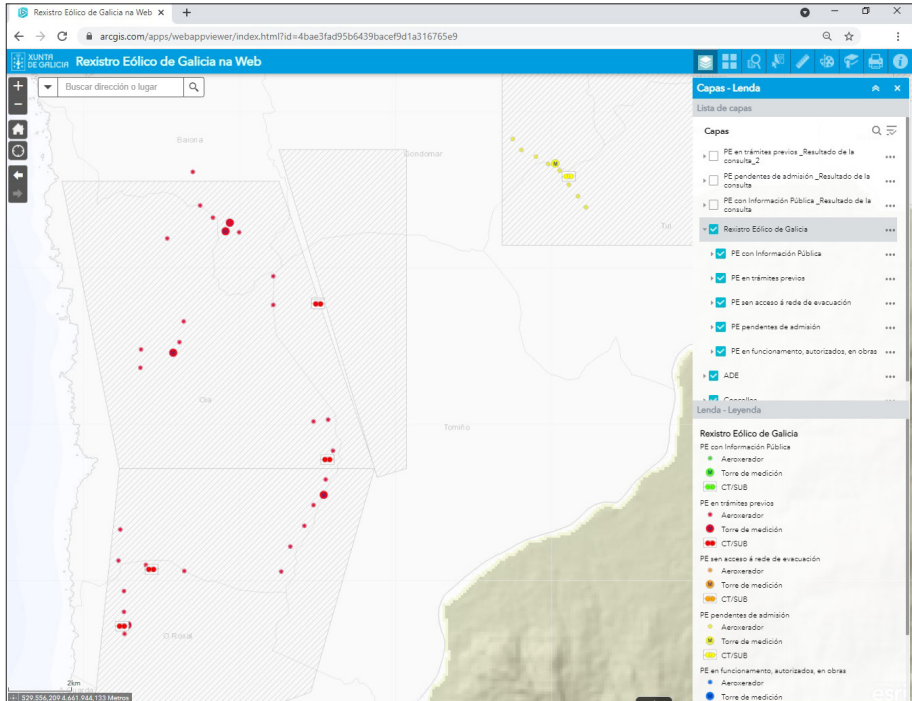 Rexistro Eólico de Galicia na Web
arcgis.com/apps/webappviewer/index.html?id=4bae3fad95b6439bacef9d1a316765e9
XUNTA
DE GALICIA
Rexistro Eólico de Galicia na Web
Buscar dirección o lugar
Baiona
Gondomar
Tui
Oia
Tomiño
O Rosal
2km
529.556,209 4.661.944,133 Metros
esri
Capas - Lenda
Lista de capas
Capas
PE en trámites previos _Resultado de la
consulta_2
PE pendentes de admisión _Resultado de la
consulta
PE con Información Pública _Resultado de la
consulta
Rexistro Eólico de Galicia
PE con Información Pública
PE en trámites previos
PE sen acceso á rede de evacuación
PE pendentes de admisión
PE en funcionamento, autorizados, en obras
ADE
Concellos
Lenda - Leyenda
Rexistro Eólico de Galicia
PE con Información Pública
Aeroxerador
M Torre de medición
CT/SUB
PE en trámites previos
Aeroxerador
Torre de medición
CT/SUB
PE sen acceso á rede de evacuación
Aeroxerador
M Torre de medición
CT/SUB
PE pendentes de admisión
Aeroxerador
M Torre de medición
CT/SUB
PE en funcionamento, autorizados, en obras
Aeroxerador
Torre de medición